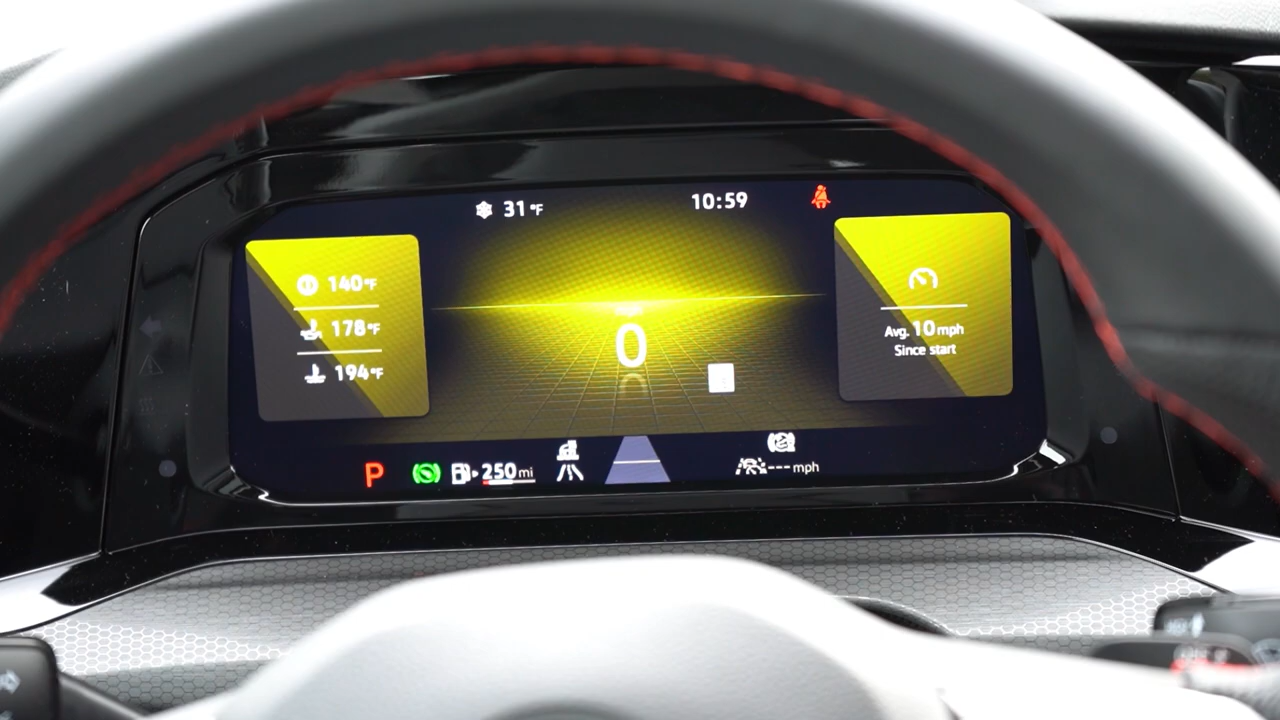 31°F
10:59
140°F
178°F
194°F
0
Avg. 10 mph
Since start
P
250 mi
--- mph